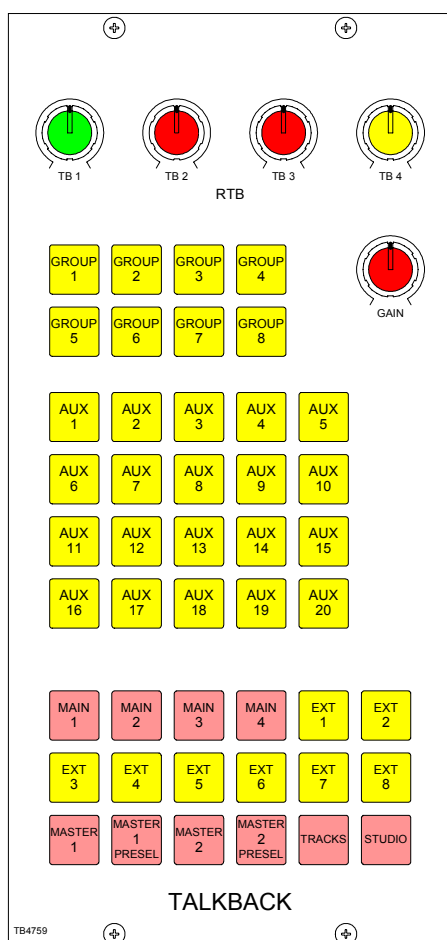 TB 1 TB 2 TB 3 TB 4
RTB
GAIN
GROUP GROUP GROUP GROUP
1 2 3 4
GROUP GROUP GROUP GROUP
5 6 7 8
AUX AUX AUX AUX AUX
1 2 3 4 5
AUX AUX AUX AUX AUX
6 7 8 9 10
AUX AUX AUX AUX AUX
11 12 13 14 15
AUX AUX AUX AUX AUX
16 17 18 19 20
MAIN MAIN MAIN MAIN EXT EXT
1 2 3 4 1 2
EXT EXT EXT EXT EXT EXT
3 4 5 6 7 8
MASTER
1
MASTER
1
PRESEL
MASTER
2
MASTER
2
PRESEL
TRACKS
STUDIO
TALKBACK
TB4759